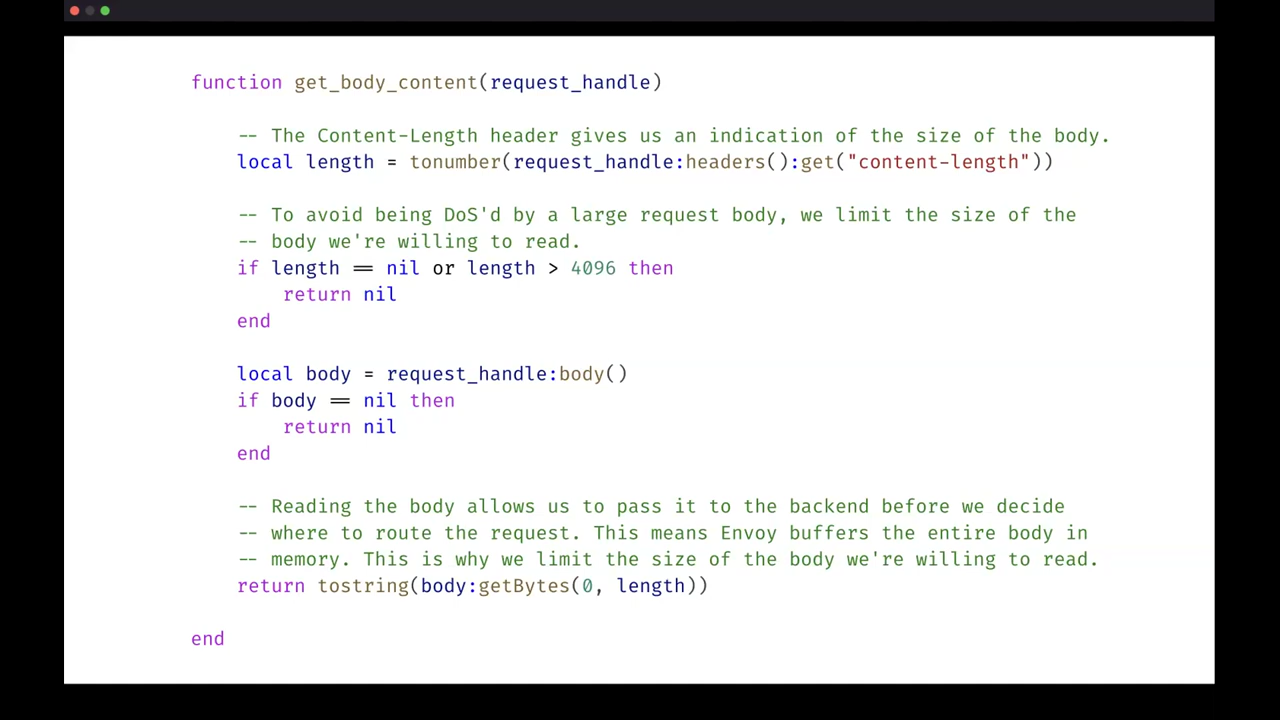 function get_body_content(request_handle)
-- The Content-Length header gives us an indication of the size of the body.
local length = tonumber(request_handle:headers():get("content-length"))
-- To avoid being DoS'd by a large request body, we limit the size of the
-- body we're willing to read.
if length == nil or length > 4096 then
return nil
end
local body = request_handle:body()
if body == nil then
return nil
end
-- Reading the body allows us to pass it to the backend before we decide
-- where to route the request. This means Envoy buffers the entire body in
-- memory. This is why we limit the size of the body we're willing to read.
return tostring(body:getBytes(0, length))
end